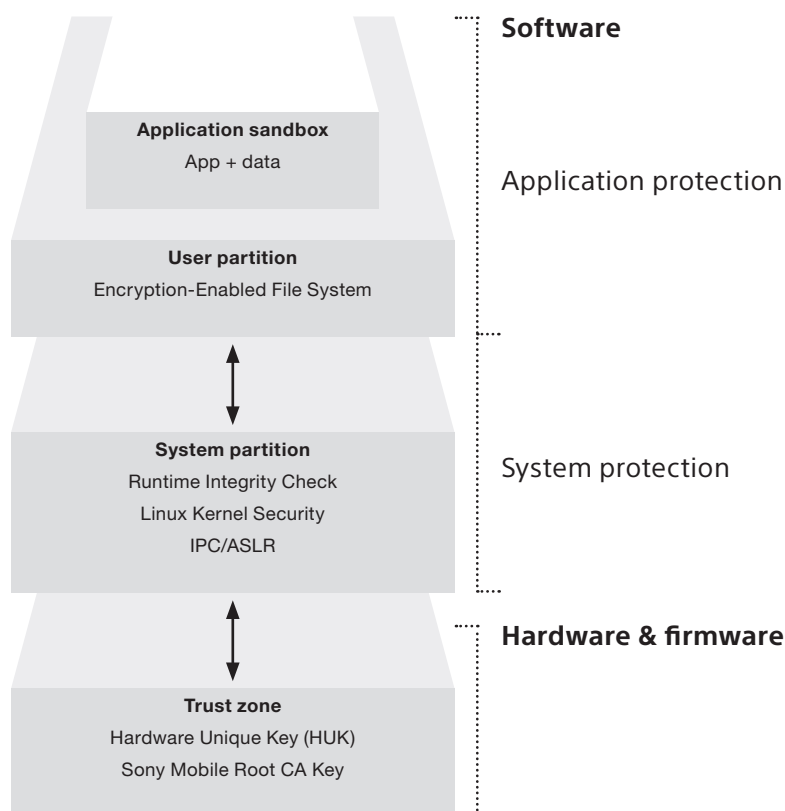 Software
Application sandbox
App + data
Application protection
User partition
Encryption-Enabled File System
System partition
Runtime Integrity Check
Linux Kernel Security
IPC/ASLR
System protection
Hardware & firmware
Trust zone
Hardware Unique Key (HUK)
Sony Mobile Root CA Key